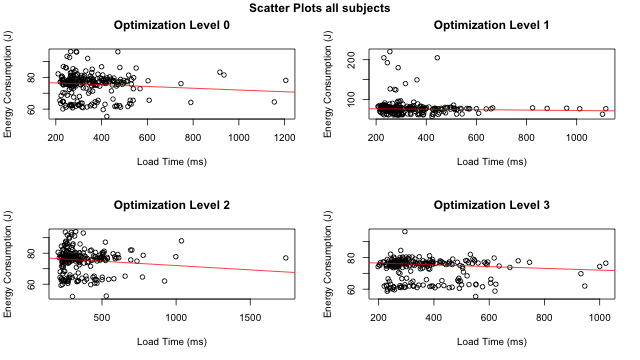 Scatter Plots all subjects
Optimization Level 0
Energy Consumption (J)
60 80
200 400 600 800 1000 1200
Load Time (ms)
Optimization Level 1
Energy Consumption (J)
100 200
200 400 600 800 1000
Load Time (ms)
Optimization Level 2
Energy Consumption (J)
60 80
500 1000 1500
Load Time (ms)
Optimization Level 3
Energy Consumption (J)
60 80
200 400 600 800 1000
Load Time (ms)